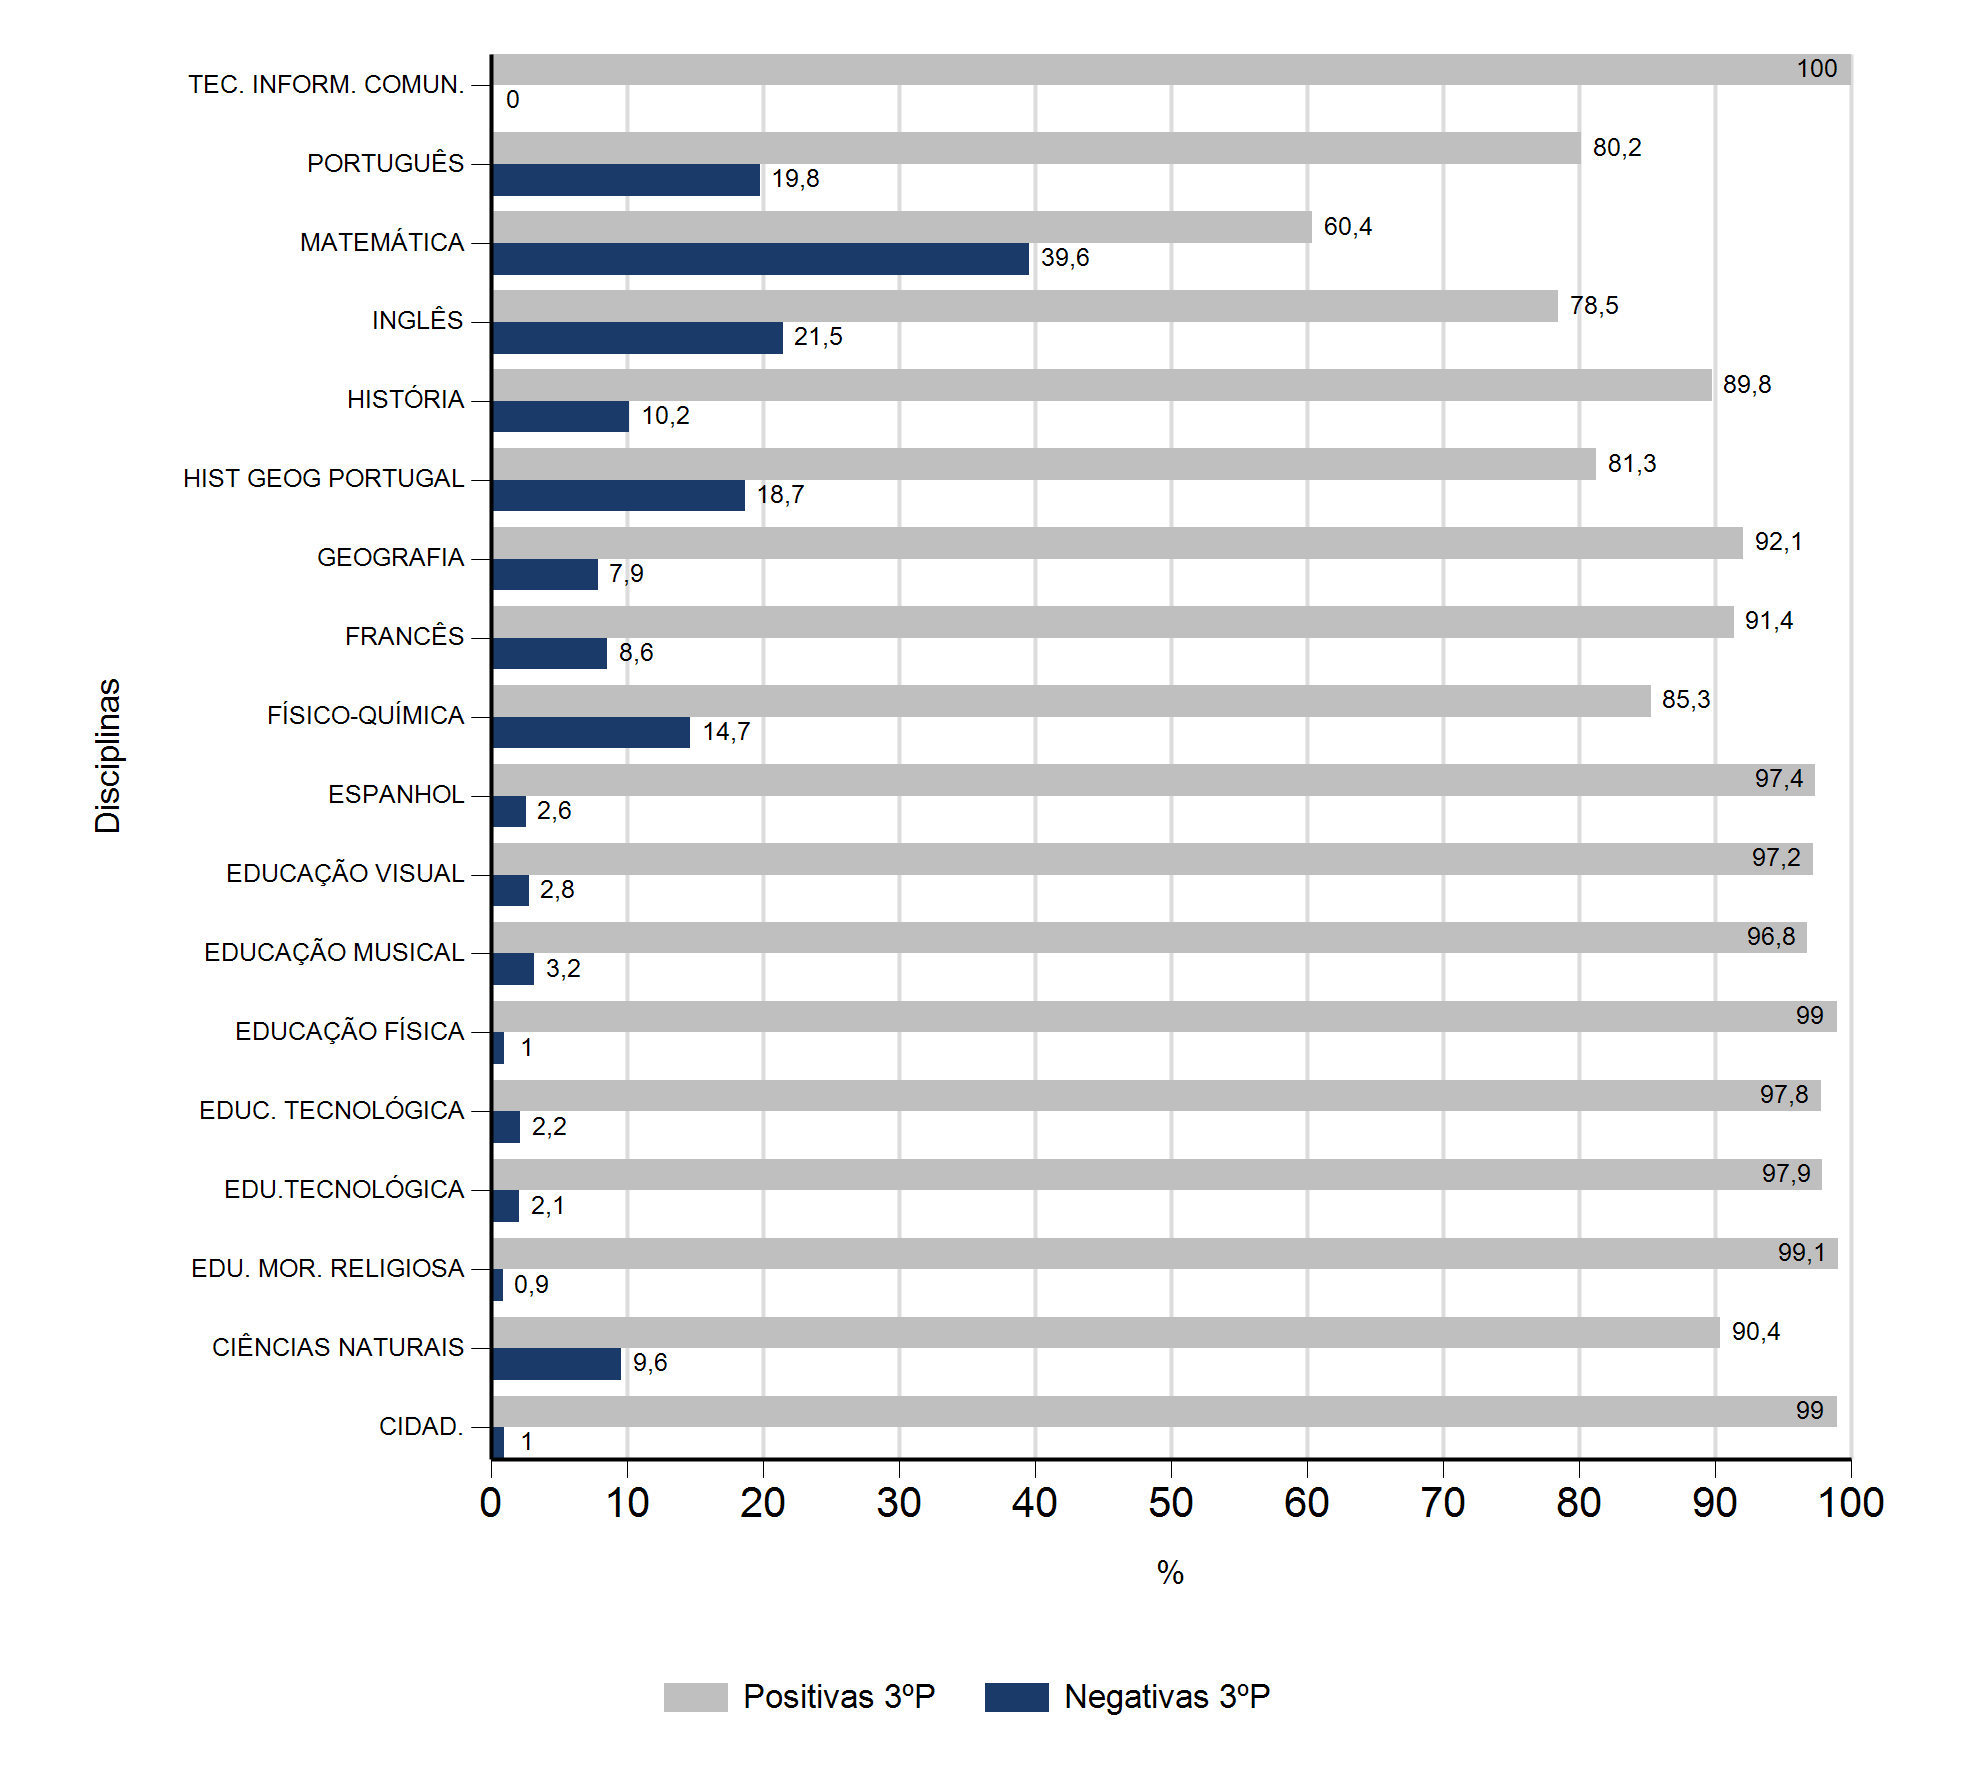 TEC. INFORM. COMUN.
100
0
PORTUGUÊS
80,2
19,8
MATEMÁTICA
60,4
39,6
INGLÊS
78,5
21,5
HISTÓRIA
89,8
10,2
HIST GEOG PORTUGAL
81,3
18,7
GEOGRAFIA
92,1
7,9
FRANCÊS
91,4
8,6
FÍSICO-QUÍMICA
85,3
14,7
ESPANHOL
97,4
2,6
EDUCAÇÃO VISUAL
97,2
2,8
EDUCAÇÃO MUSICAL
96,8
3,2
EDUCAÇÃO FÍSICA
99
1
EDUC. TECNOLÓGICA
97,8
2,2
EDU.TECNOLÓGICA
97,9
2,1
EDU. MOR. RELIGIOSA
99,1
0,9
CIÊNCIAS NATURAIS
90,4
9,6
CIDAD.
99
1
Disciplinas
0 10 20 30 40 50 60 70 80 90 100
%
Positivas 3ºP Negativas 3ºP